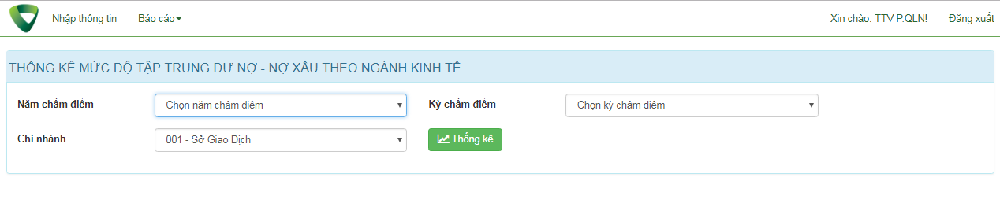 Nhập thông tin Báo cáo Xin chào: TTV P.QLN! Đăng xuất
THỐNG KÊ MỨC ĐỘ TẬP TRUNG DƯ NỢ - NỢ XẤU THEO NGÀNH KINH TẾ
Năm chấm điểm Chọn năm chấm điểm Kỳ chấm điểm Chọn kỳ chấm điểm
Chi nhánh 001 - Sở Giao Dịch Thống kê